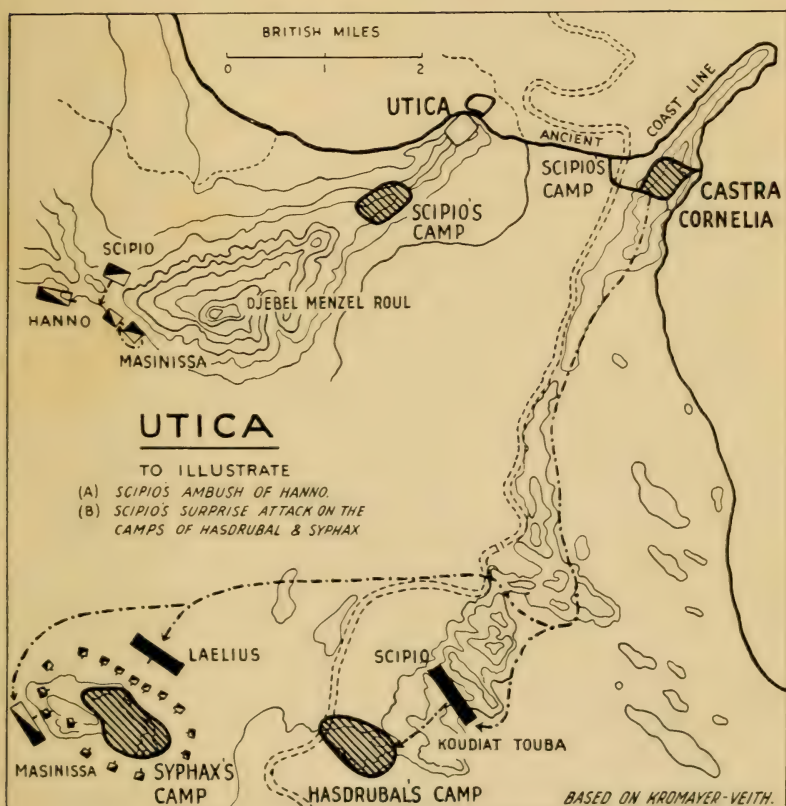 BRITISH MILES
0 1 2
UTICA
ANCIENT COAST LINE
SCIPIO'S
CAMP
CASTRA
CORNELIA
SCIPIO'S
CAMP
SCIPIO
HANNO
DJEBEL MENZEL ROUL
MASINISSA
UTICA
TO ILLUSTRATE
(A) SCIPIO'S AMBUSH OF HANNO.
(B) SCIPIO'S SURPRISE ATTACK ON THE
CAMPS OF HASDRUBAL & SYPHAX
LAELIUS
SCIPIO
KOUDIAT TOUBA
MASINISSA
SYPHAX'S
CAMP
HASDRUBAL'S CAMP
BASED ON KROMAYER-VEITH.